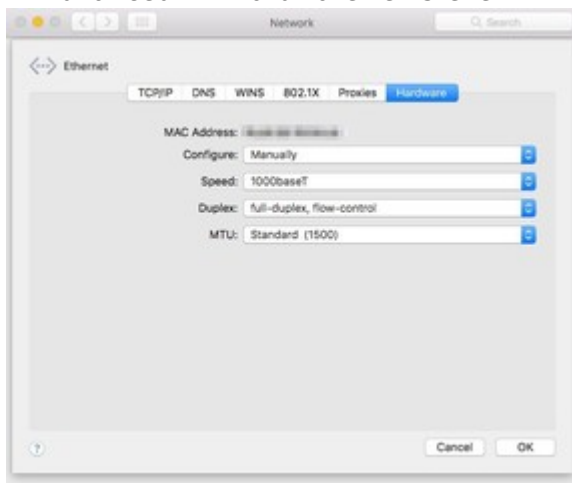 Network
Search
Ethernet
TCP/IP DNS WINS 802.1X Proxies Hardware
MAC Address:
Configure: Manually
Speed: 1000baseT
Duplex: full-duplex, flow-control
MTU: Standard (1500)
?
Cancel OK